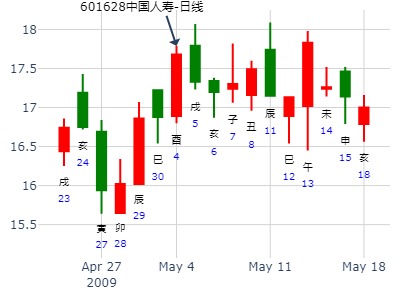 601628中国人寿-日线
18
17.5
17
16.5
16
15.5
戌
23
亥
24
寅
27
卯
28
辰
29
巳
30
酉
4
戌
5
亥
6
子
7
丑
8
辰
11
巳
12
午
13
未
14
申
15
亥
18
Apr 27
2009
May 4
May 11
May 18